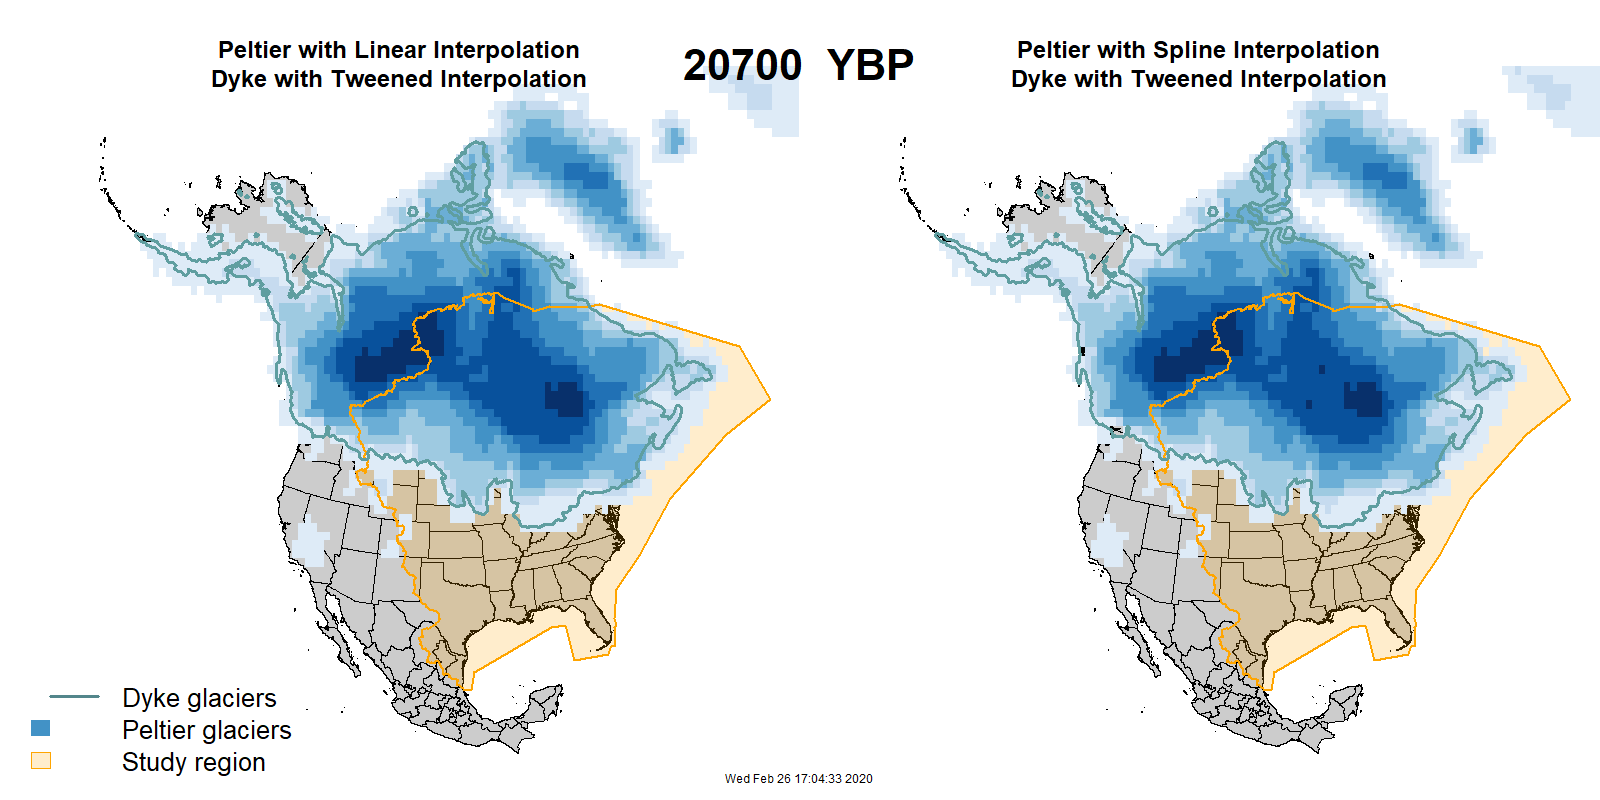 Peltier with Linear Interpolation
Dyke with Tweened Interpolation
20700 YBP
Peltier with Spline Interpolation
Dyke with Tweened Interpolation
Dyke glaciers
Peltier glaciers
Study region
Wed Feb 26 17:04:33 2020